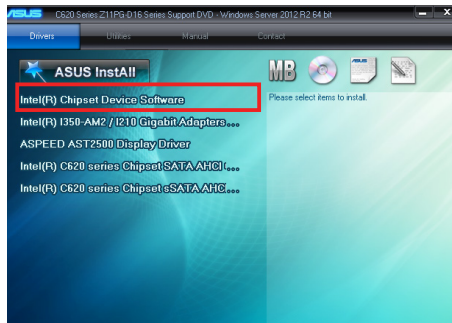 ASUS C620 Series Z11PG-D16 Series Support DVD - Windows Server 2012 R2 64 bit
Drivers Utilities Manual Contact
ASUS InstAll
MB
Intel(R) Chipset Device Software
Please select items to install.
Intel(R) I350-AM2 / I210 Gigabit Adapters...
ASPEED AST2500 Display Driver
Intel(R) C620 series Chipset SATA AHCI (...
Intel(R) C620 series Chipset sSATA AHC...